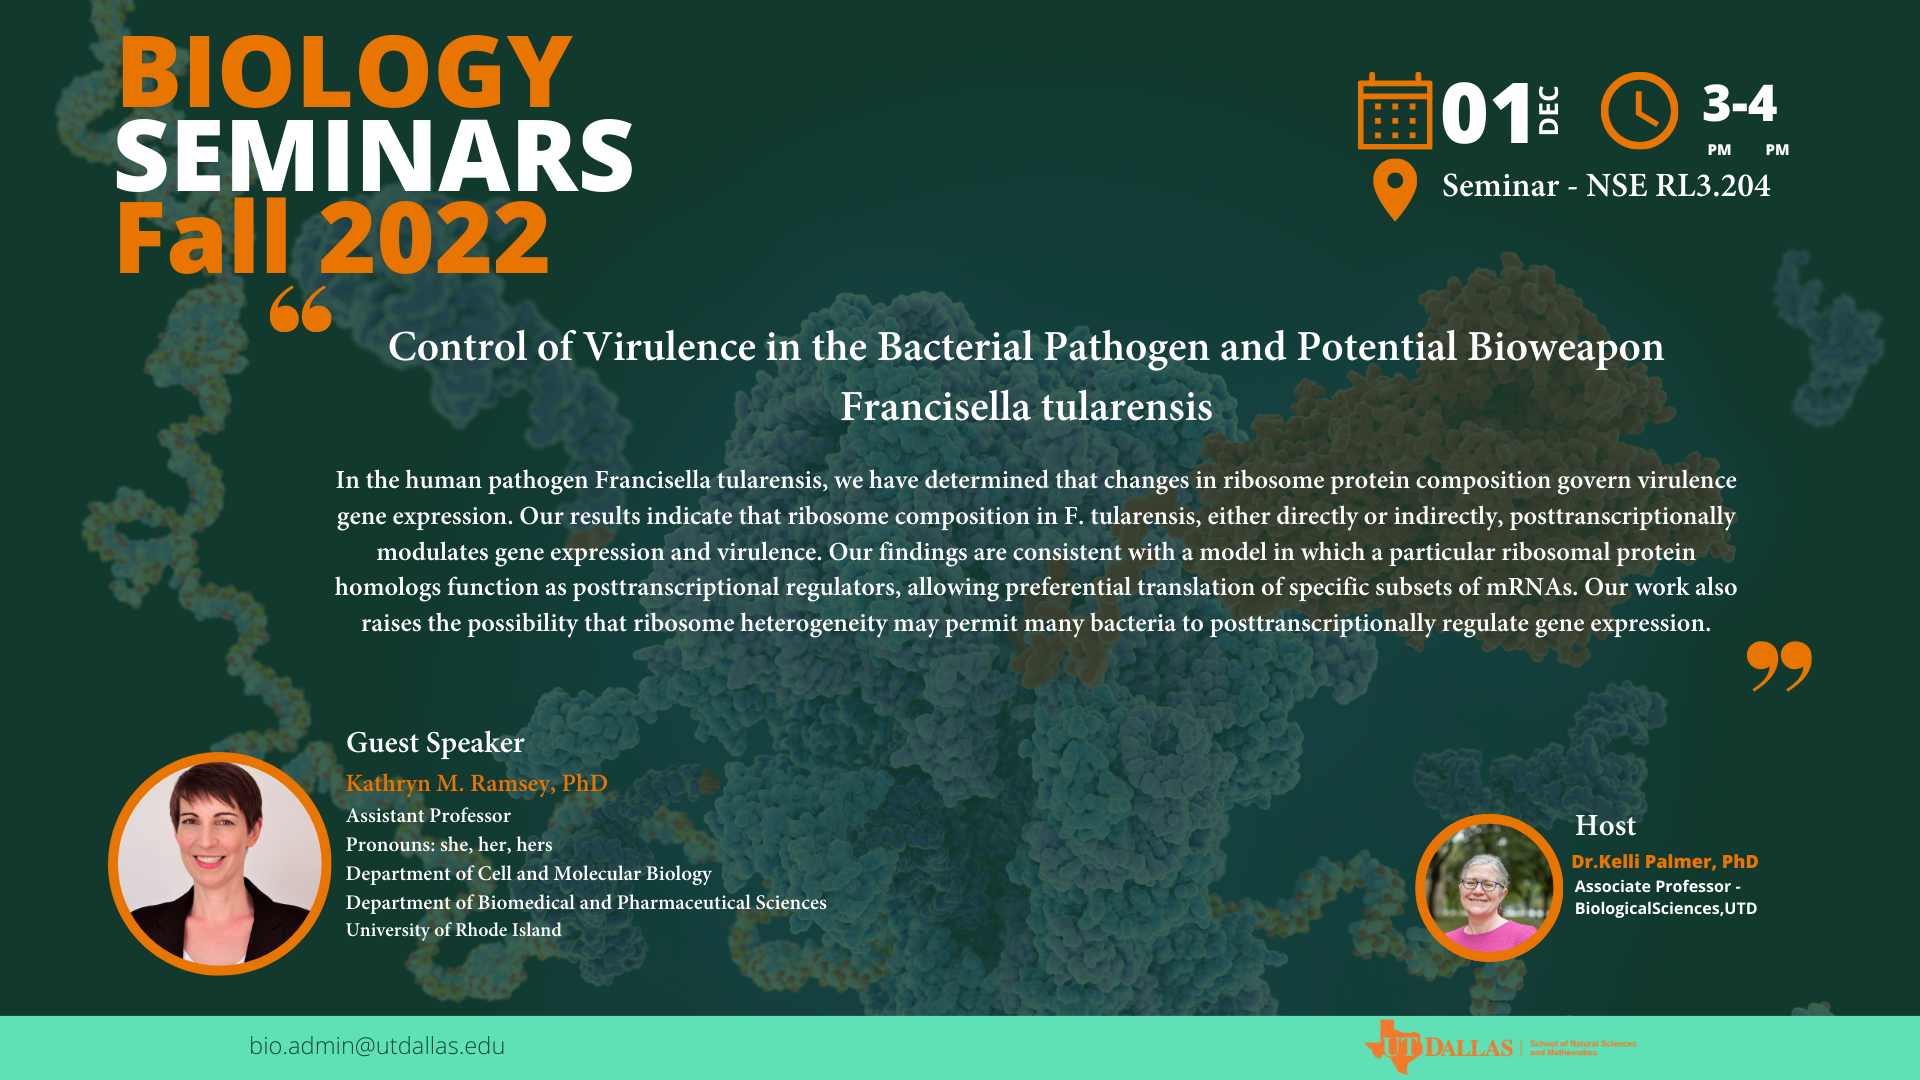 BIOLOGY
SEMINARS
Fall 2022
01 DEC
3-4
PM PM
Seminar - NSE RL3.204
“
Control of Virulence in the Bacterial Pathogen and Potential Bioweapon
Francisella tularensis
In the human pathogen Francisella tularensis, we have determined that changes in ribosome protein composition govern virulence
gene expression. Our results indicate that ribosome composition in F. tularensis, either directly or indirectly, posttranscriptionally
modulates gene expression and virulence. Our findings are consistent with a model in which a particular ribosomal protein
homologs function as posttranscriptional regulators, allowing preferential translation of specific subsets of mRNAs. Our work also
raises the possibility that ribosome heterogeneity may permit many bacteria to posttranscriptionally regulate gene expression.
”
Guest Speaker
Kathryn M. Ramsey, PhD
Assistant Professor
Pronouns: she, her, hers
Department of Cell and Molecular Biology
Department of Biomedical and Pharmaceutical Sciences
University of Rhode Island
Host
Dr.Kelli Palmer, PhD
Associate Professor -
BiologicalSciences,UTD
bio.admin@utdallas.edu
UT DALLAS
School of Natural Sciences
and Mathematics